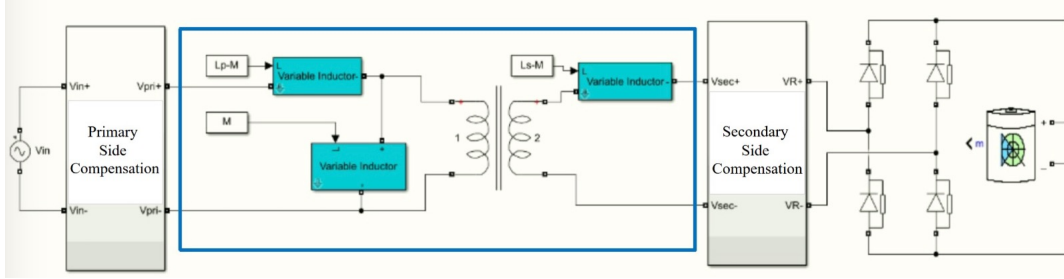 Vin
Vin+
Vin-
Primary
Side
Compensation
Vpri+
Vpri-
Lp-M
L
Variable Inductor-
M
L
+
Variable Inductor
-
1
+
+
2
Ls-M
L
Variable Inductor -
Vsec+
Vsec-
Secondary
Side
Compensation
VR+
VR-
m
+
-